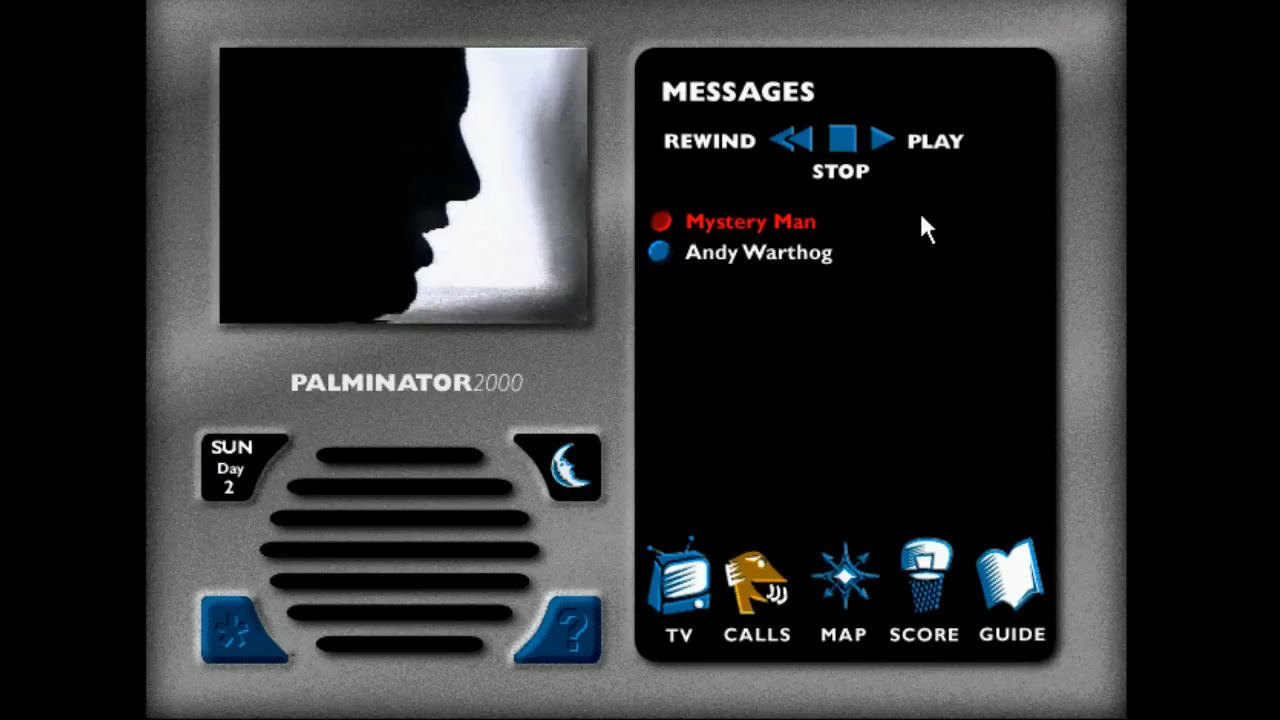 MESSAGES
REWIND PLAY
STOP
Mystery Man
Andy Warthog
PALMINATOR2000
SUN
Day
2
*
?
TV CALLS MAP SCORE GUIDE